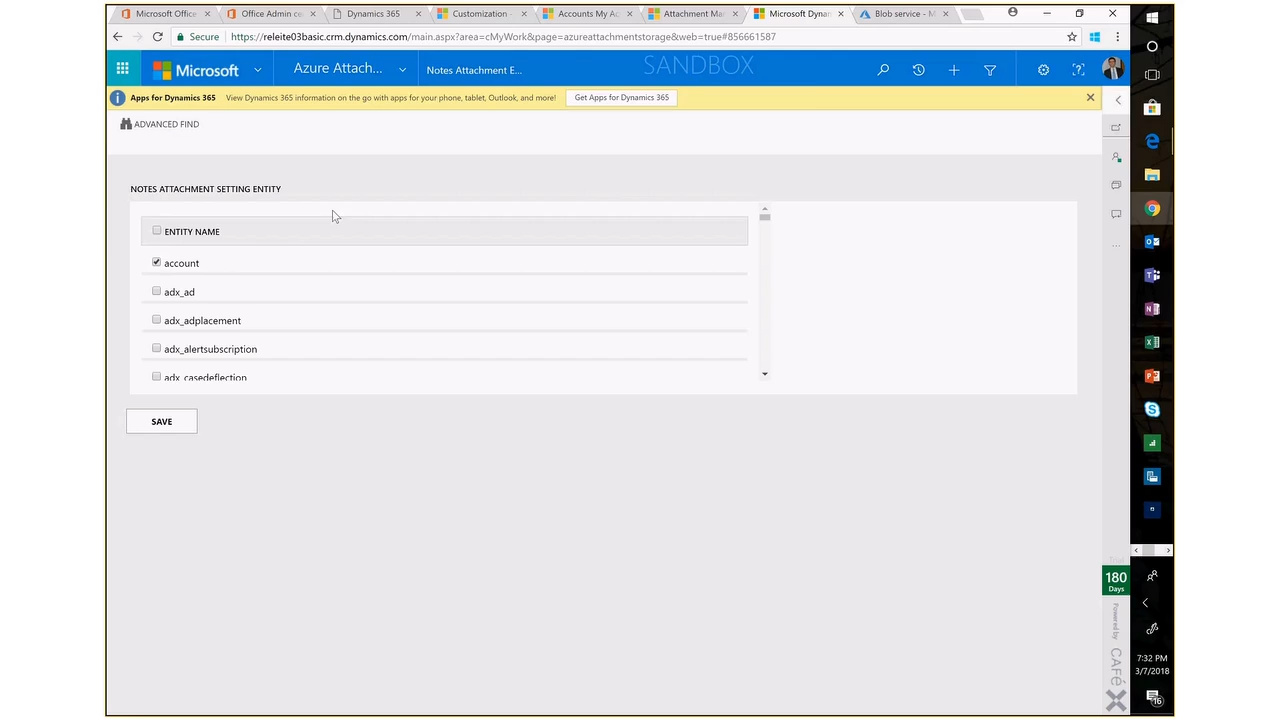 Microsoft Office
Office Admin ce
Dynamics 365
Customization -
Accounts My Ac
Attachment Ma
Microsoft Dyna
Blob service - M
Secure
https://releite03basic.crm.dynamics.com/main.aspx?area=cMyWork&page=azureattachmentstorage&web=true#856661587
Microsoft
Azure Attach...
Notes Attachment E...
SANDBOX
Apps for Dynamics 365
View Dynamics 365 information on the go with apps for your phone, tablet, Outlook, and more!
Get Apps for Dynamics 365
ADVANCED FIND
NOTES ATTACHMENT SETTING ENTITY
ENTITY NAME
account
adx_ad
adx_adplacement
adx_alertsubscription
adx_casedeflection
SAVE
180
Days
Powered by
CAFéX
7:32 PM
3/7/2018
16